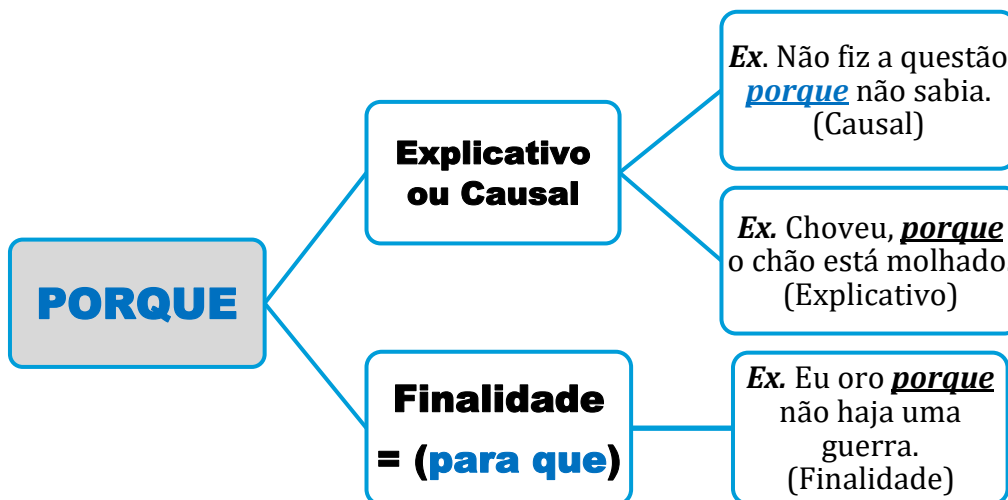 PORQUE
Explicativo
ou Causal
Ex. Não fiz a questão
porque não sabia.
(Causal)
Ex. Choveu, porque
o chão está molhado
(Explicativo)
Finalidade
= (para que)
Ex. Eu oro porque
não haja uma
guerra.
(Finalidade)